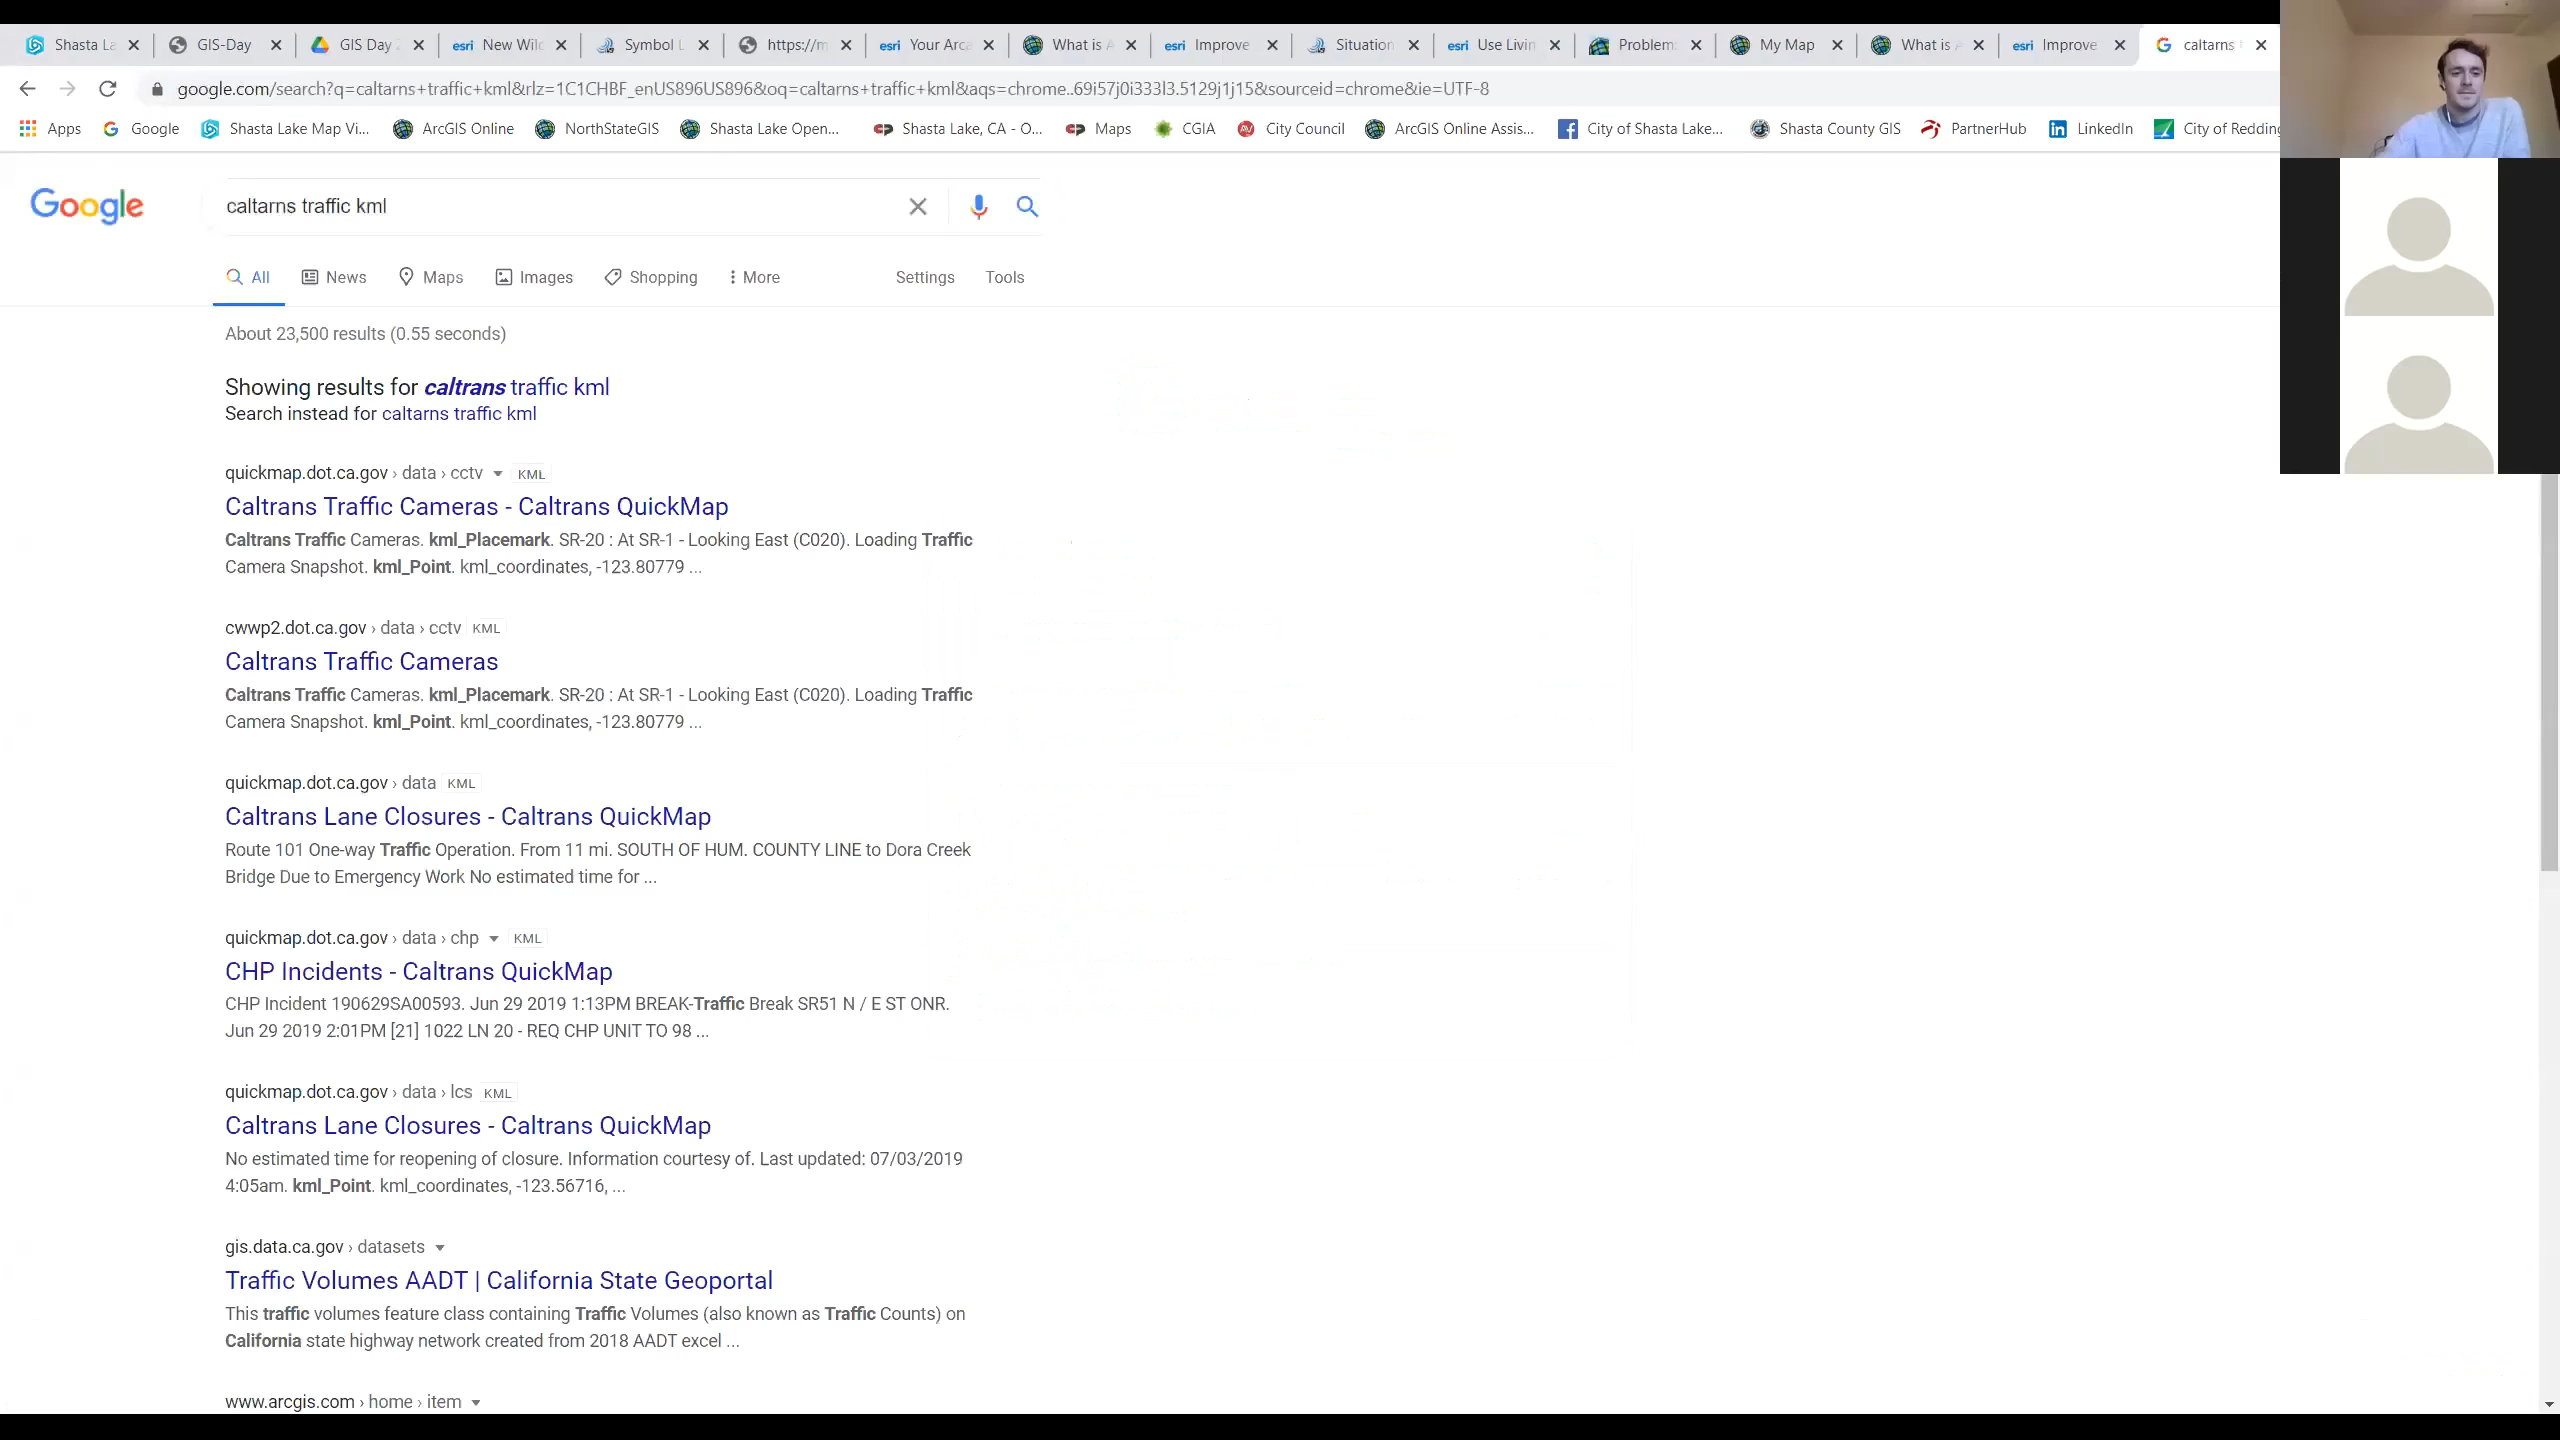 Shasta La
GIS-Day
GIS Day 2
esri New Wild
Symbol L
https://m
esri Your Arca
What is A
esri Improve
Situation
esri Use Livin
Problem
My Map
What is A
esri Improve
caltarns t
google.com/search?q=caltarns+traffic+kml&rlz=1C1CHBF_enUS896US896&oq=caltarns+traffic+kml&aqs=chrome..69i57j0i333l3.5129j1j15&sourceid=chrome&ie=UTF-8
Apps
Google
Shasta Lake Map Vi...
ArcGIS Online
NorthStateGIS
Shasta Lake Open...
Shasta Lake, CA - O...
Maps
CGIA
City Council
ArcGIS Online Assis...
City of Shasta Lake...
Shasta County GIS
PartnerHub
LinkedIn
City of Redding
Google
caltarns traffic kml
All
News
Maps
Images
Shopping
More
Settings
Tools
About 23,500 results (0.55 seconds)
Showing results for caltrans traffic kml
Search instead for caltarns traffic kml
quickmap.dot.ca.gov › data › cctv KML
Caltrans Traffic Cameras - Caltrans QuickMap
Caltrans Traffic Cameras. kml_Placemark. SR-20 : At SR-1 - Looking East (C020). Loading Traffic
Camera Snapshot. kml_Point. kml_coordinates, -123.80779 ...
cwwp2.dot.ca.gov › data › cctv KML
Caltrans Traffic Cameras
Caltrans Traffic Cameras. kml_Placemark. SR-20 : At SR-1 - Looking East (C020). Loading Traffic
Camera Snapshot. kml_Point. kml_coordinates, -123.80779 ...
quickmap.dot.ca.gov › data KML
Caltrans Lane Closures - Caltrans QuickMap
Route 101 One-way Traffic Operation. From 11 mi. SOUTH OF HUM. COUNTY LINE to Dora Creek
Bridge Due to Emergency Work No estimated time for ...
quickmap.dot.ca.gov › data › chp KML
CHP Incidents - Caltrans QuickMap
CHP Incident 190629SA00593. Jun 29 2019 1:13PM BREAK-Traffic Break SR51 N / E ST ONR.
Jun 29 2019 2:01PM [21] 1022 LN 20 - REQ CHP UNIT TO 98 ...
quickmap.dot.ca.gov › data › lcs KML
Caltrans Lane Closures - Caltrans QuickMap
No estimated time for reopening of closure. Information courtesy of. Last updated: 07/03/2019
4:05am. kml_Point. kml_coordinates, -123.56716, ...
gis.data.ca.gov › datasets
Traffic Volumes AADT | California State Geoportal
This traffic volumes feature class containing Traffic Volumes (also known as Traffic Counts) on
California state highway network created from 2018 AADT excel ...
www.arcgis.com › home › item